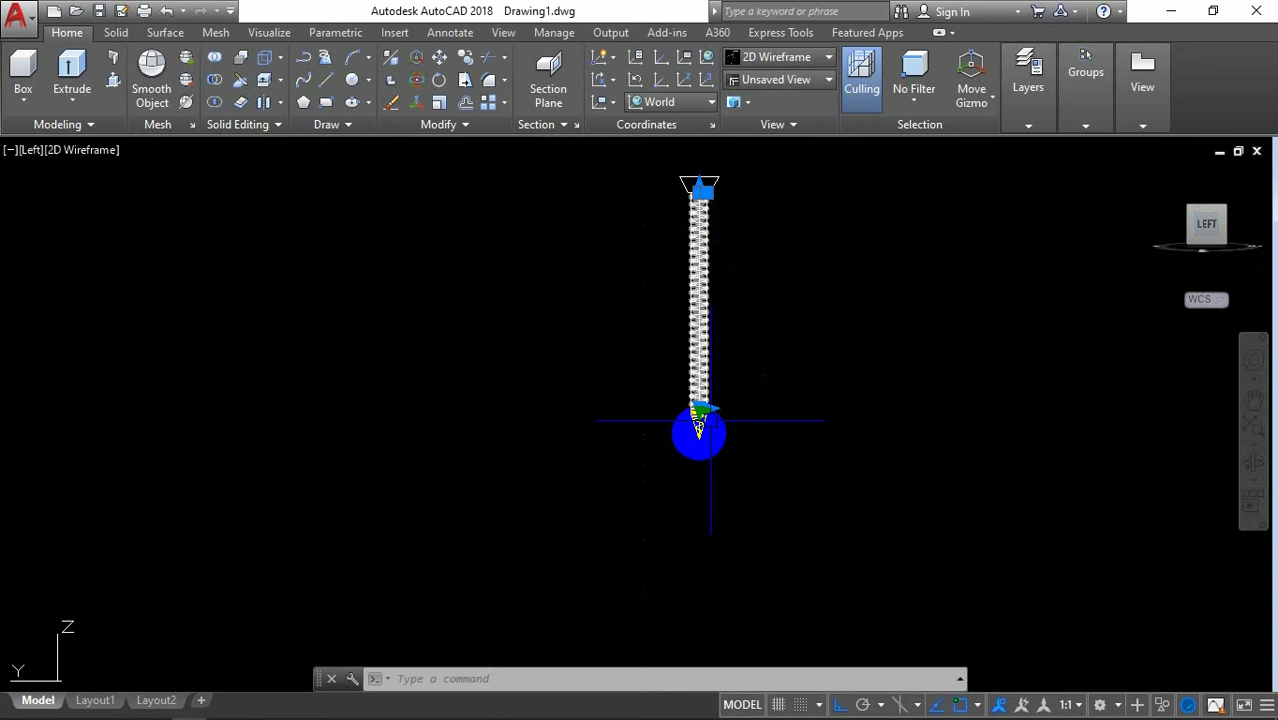 Autodesk AutoCAD 2018 Drawing1.dwg
Type a keyword or phrase
Sign In
Home Solid Surface Mesh Visualize Parametric Insert Annotate View Manage Output Add-ins A360 Express Tools Featured Apps
2D Wireframe
Unsaved View
World
Box
Extrude
Smooth
Object
Section
Plane
Culling
No Filter
Move
Gizmo
Layers
Groups
View
Modeling
Mesh
Solid Editing
Draw
Modify
Section
Coordinates
View
Selection
[−][Left][2D Wireframe]
LEFT
WCS
Z
Y
Type a command
Model Layout1 Layout2
MODEL
1:1